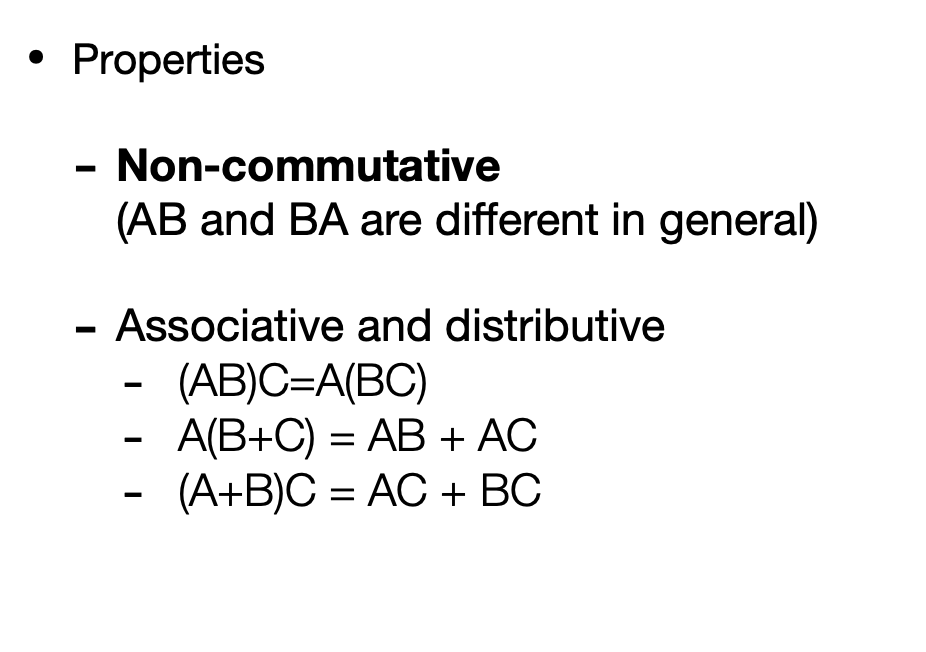 • Properties
– Non-commutative
(AB and BA are different in general)
– Associative and distributive
– (AB)C=A(BC)
– A(B+C) = AB + AC
– (A+B)C = AC + BC